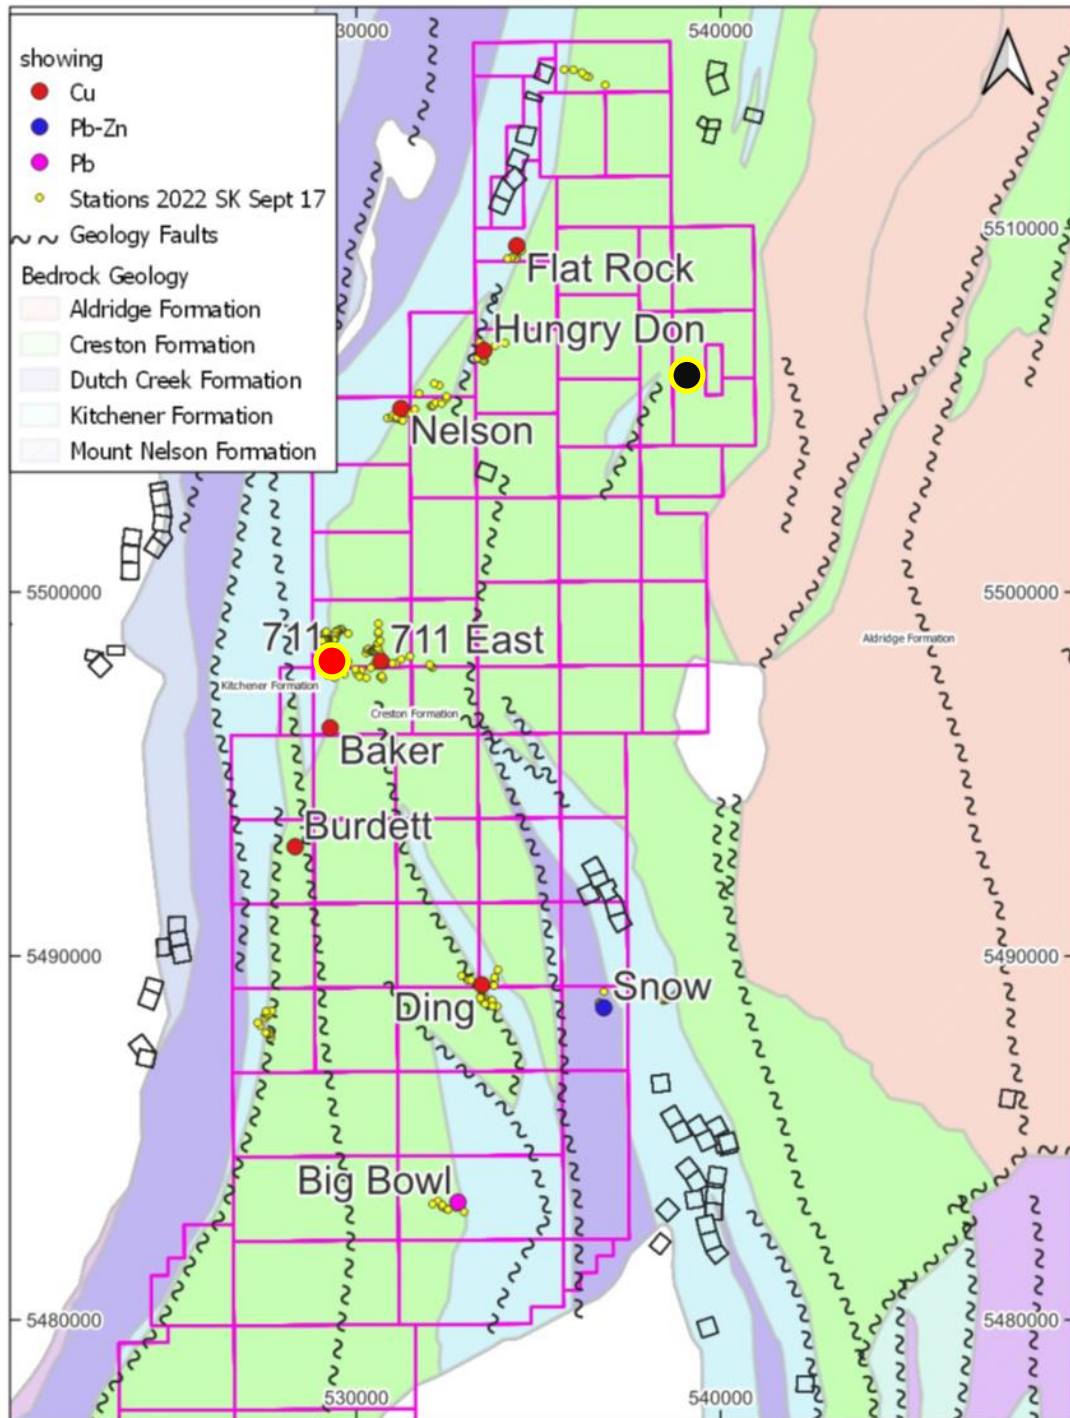 30000
540000
showing
Cu
Pb-Zn
Pb
Stations 2022 SK Sept 17
Geology Faults
Bedrock Geology
Aldridge Formation
Creston Formation
Dutch Creek Formation
Kitchener Formation
Mount Nelson Formation
5510000
Flat Rock
Hungry Don
Nelson
5500000
5500000
711
711 East
Aldridge Formation
Kitchener Formation
Creston Formation
Baker
Burdett
5490000
5490000
Snow
Ding
Big Bowl
5480000
5480000
530000
540000